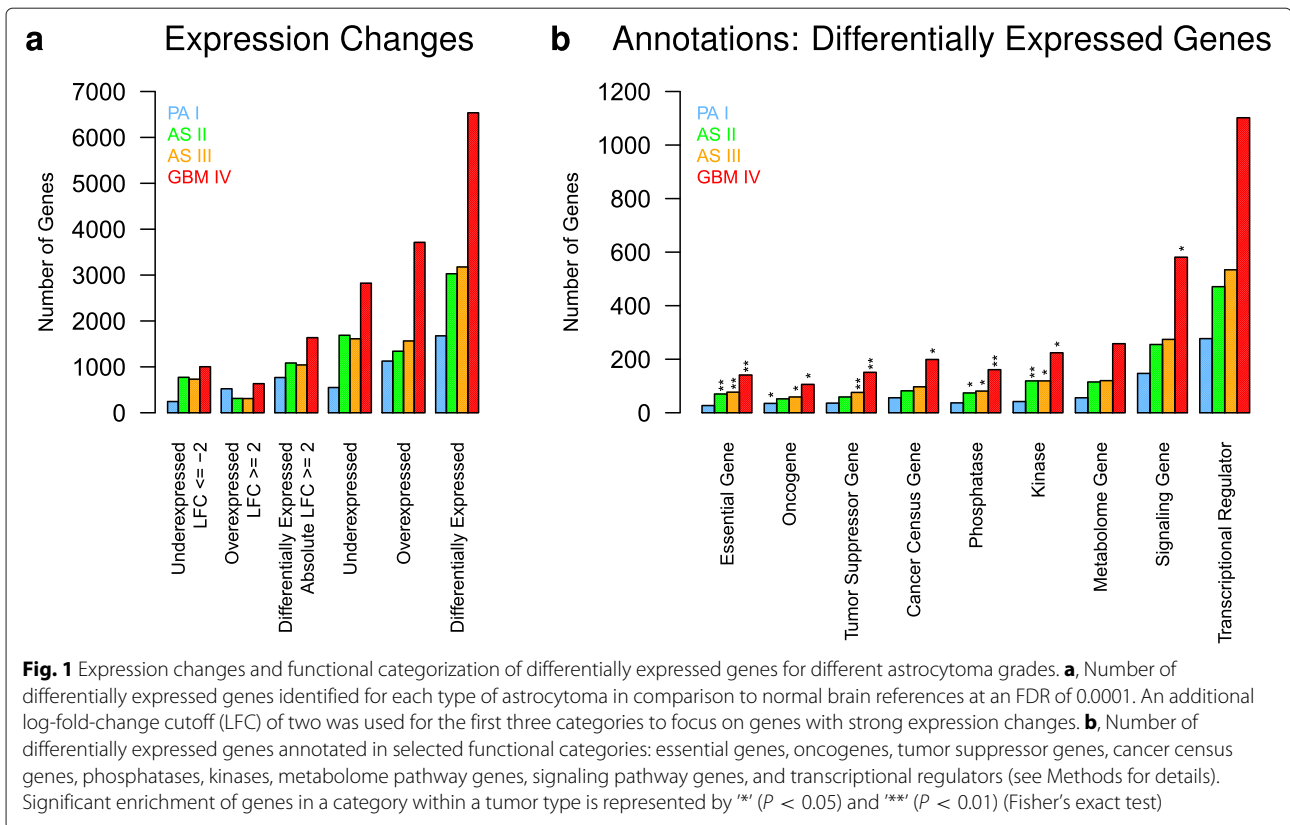 a Expression Changes
7000
6000
5000
4000
3000
2000
1000
0
Number of Genes
PA I
AS II
AS III
GBM IV
Underexpressed
LFC <= −2
Overexpressed
LFC >= 2
Differentially Expressed
Absolute LFC >= 2
Underexpressed
Overexpressed
Differentially Expressed
b Annotations: Differentially Expressed Genes
1200
1000
800
600
400
200
0
Number of Genes
PA I
AS II
AS III
GBM IV
** ** **
* * *
** **
*
* * **
** * *
*
Essential Gene
Oncogene
Tumor Suppressor Gene
Cancer Census Gene
Phosphatase
Kinase
Metabolome Gene
Signaling Gene
Transcriptional Regulator
Fig. 1 Expression changes and functional categorization of differentially expressed genes for different astrocytoma grades. a, Number of
differentially expressed genes identified for each type of astrocytoma in comparison to normal brain references at an FDR of 0.0001. An additional
log-fold-change cutoff (LFC) of two was used for the first three categories to focus on genes with strong expression changes. b, Number of
differentially expressed genes annotated in selected functional categories: essential genes, oncogenes, tumor suppressor genes, cancer census
genes, phosphatases, kinases, metabolome pathway genes, signaling pathway genes, and transcriptional regulators (see Methods for details).
Significant enrichment of genes in a category within a tumor type is represented by '*' (P < 0.05) and '**' (P < 0.01) (Fisher's exact test)